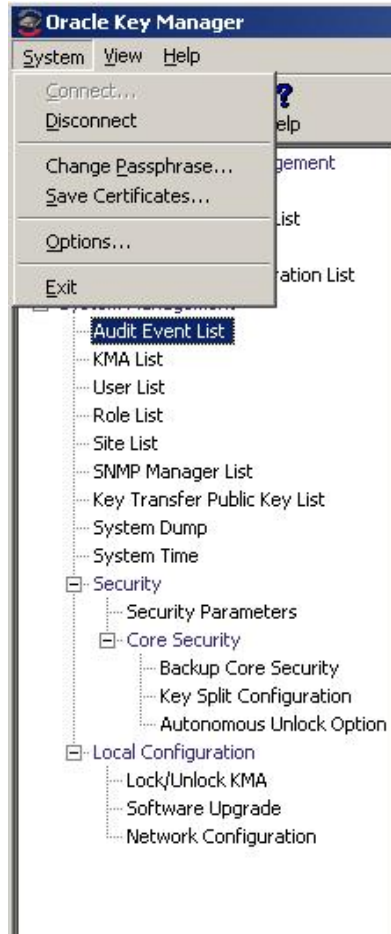 Oracle Key Manager
System View Help
Connect...
Disconnect
elp
Change Passphrase...
gement
Save Certificates...
ist
Options...
ation List
Exit
Audit Event List
KMA List
User List
Role List
Site List
SNMP Manager List
Key Transfer Public Key List
System Dump
System Time
Security
Security Parameters
Core Security
Backup Core Security
Key Split Configuration
Autonomous Unlock Option
Local Configuration
Lock/Unlock KMA
Software Upgrade
Network Configuration